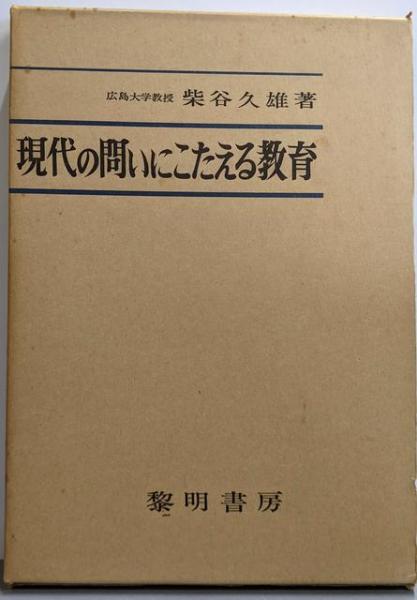 広島大学教授 柴谷久雄著
現代の問いにこたえる教育
黎明書房